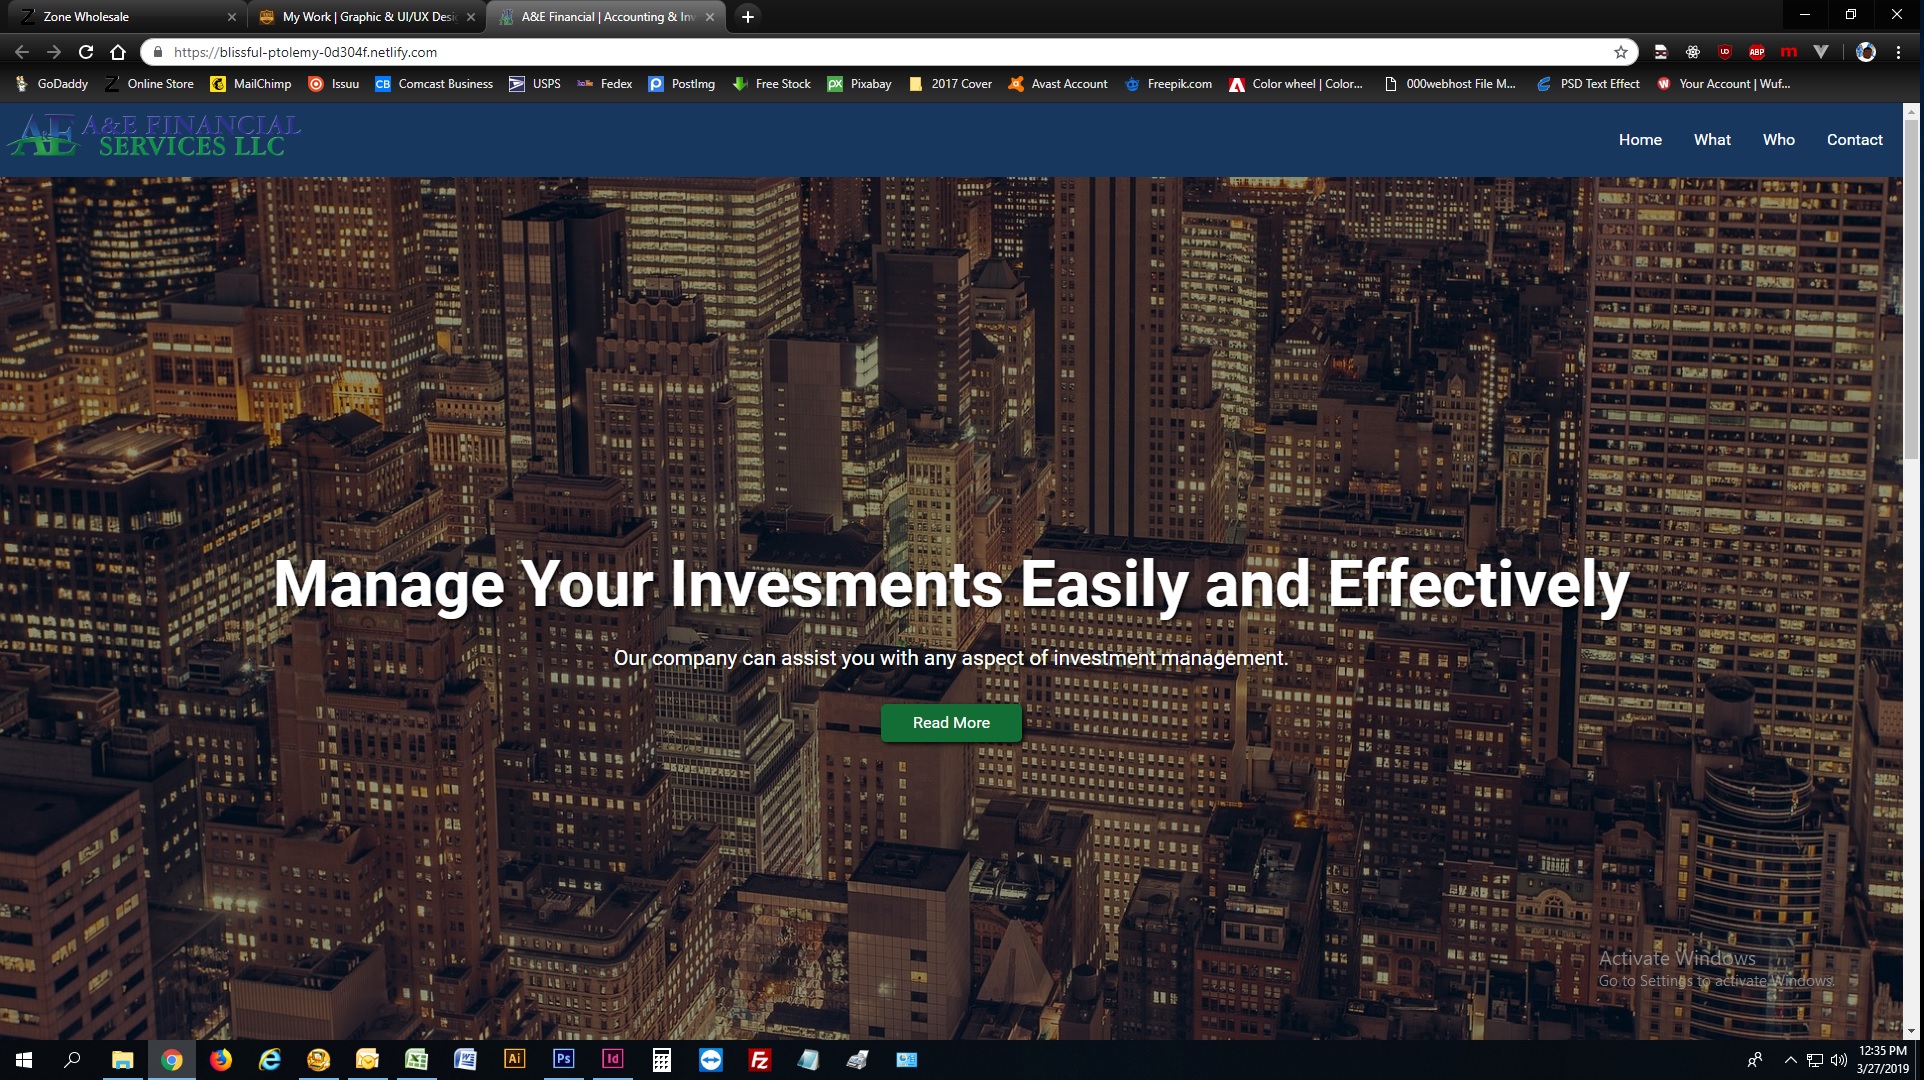 Zone Wholesale
My Work | Graphic & UI/UX Desi
A&E Financial | Accounting & Inv
https://blissful-ptolemy-0d304f.netlify.com
GoDaddy
Online Store
MailChimp
Issuu
Comcast Business
USPS
Fedex
PostImg
Free Stock
Pixabay
2017 Cover
Avast Account
Freepik.com
Color wheel | Color...
000webhost File M...
PSD Text Effect
Your Account | Wuf...
A&E FINANCIAL
SERVICES LLC
Home
What
Who
Contact
Manage Your Invesments Easily and Effectively
Our company can assist you with any aspect of investment management.
Read More
Activate Windows
Go to Settings to activate Windows.
12:35 PM
3/27/2019